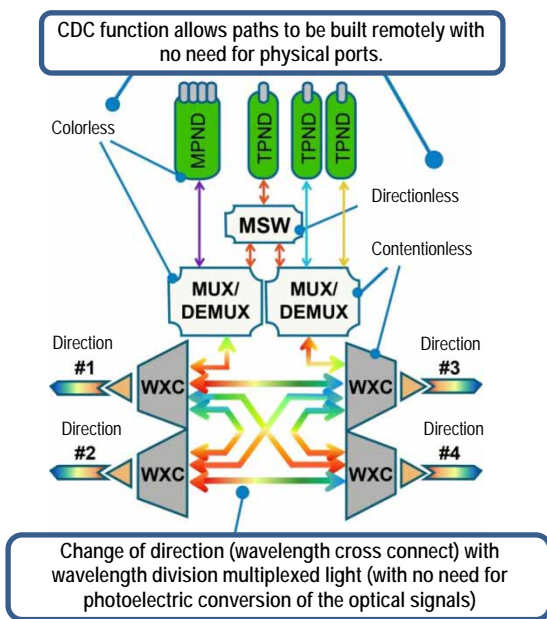 CDC function allows paths to be built remotely with
no need for physical ports.
Colorless
MPND
TPND
TPND
TPND
Directionless
MSW
Contentionless
MUX/
DEMUX
MUX/
DEMUX
Direction
#1
WXC
WXC
Direction
#3
Direction
#2
WXC
WXC
Direction
#4
Change of direction (wavelength cross connect) with
wavelength division multiplexed light (with no need for
photoelectric conversion of the optical signals)